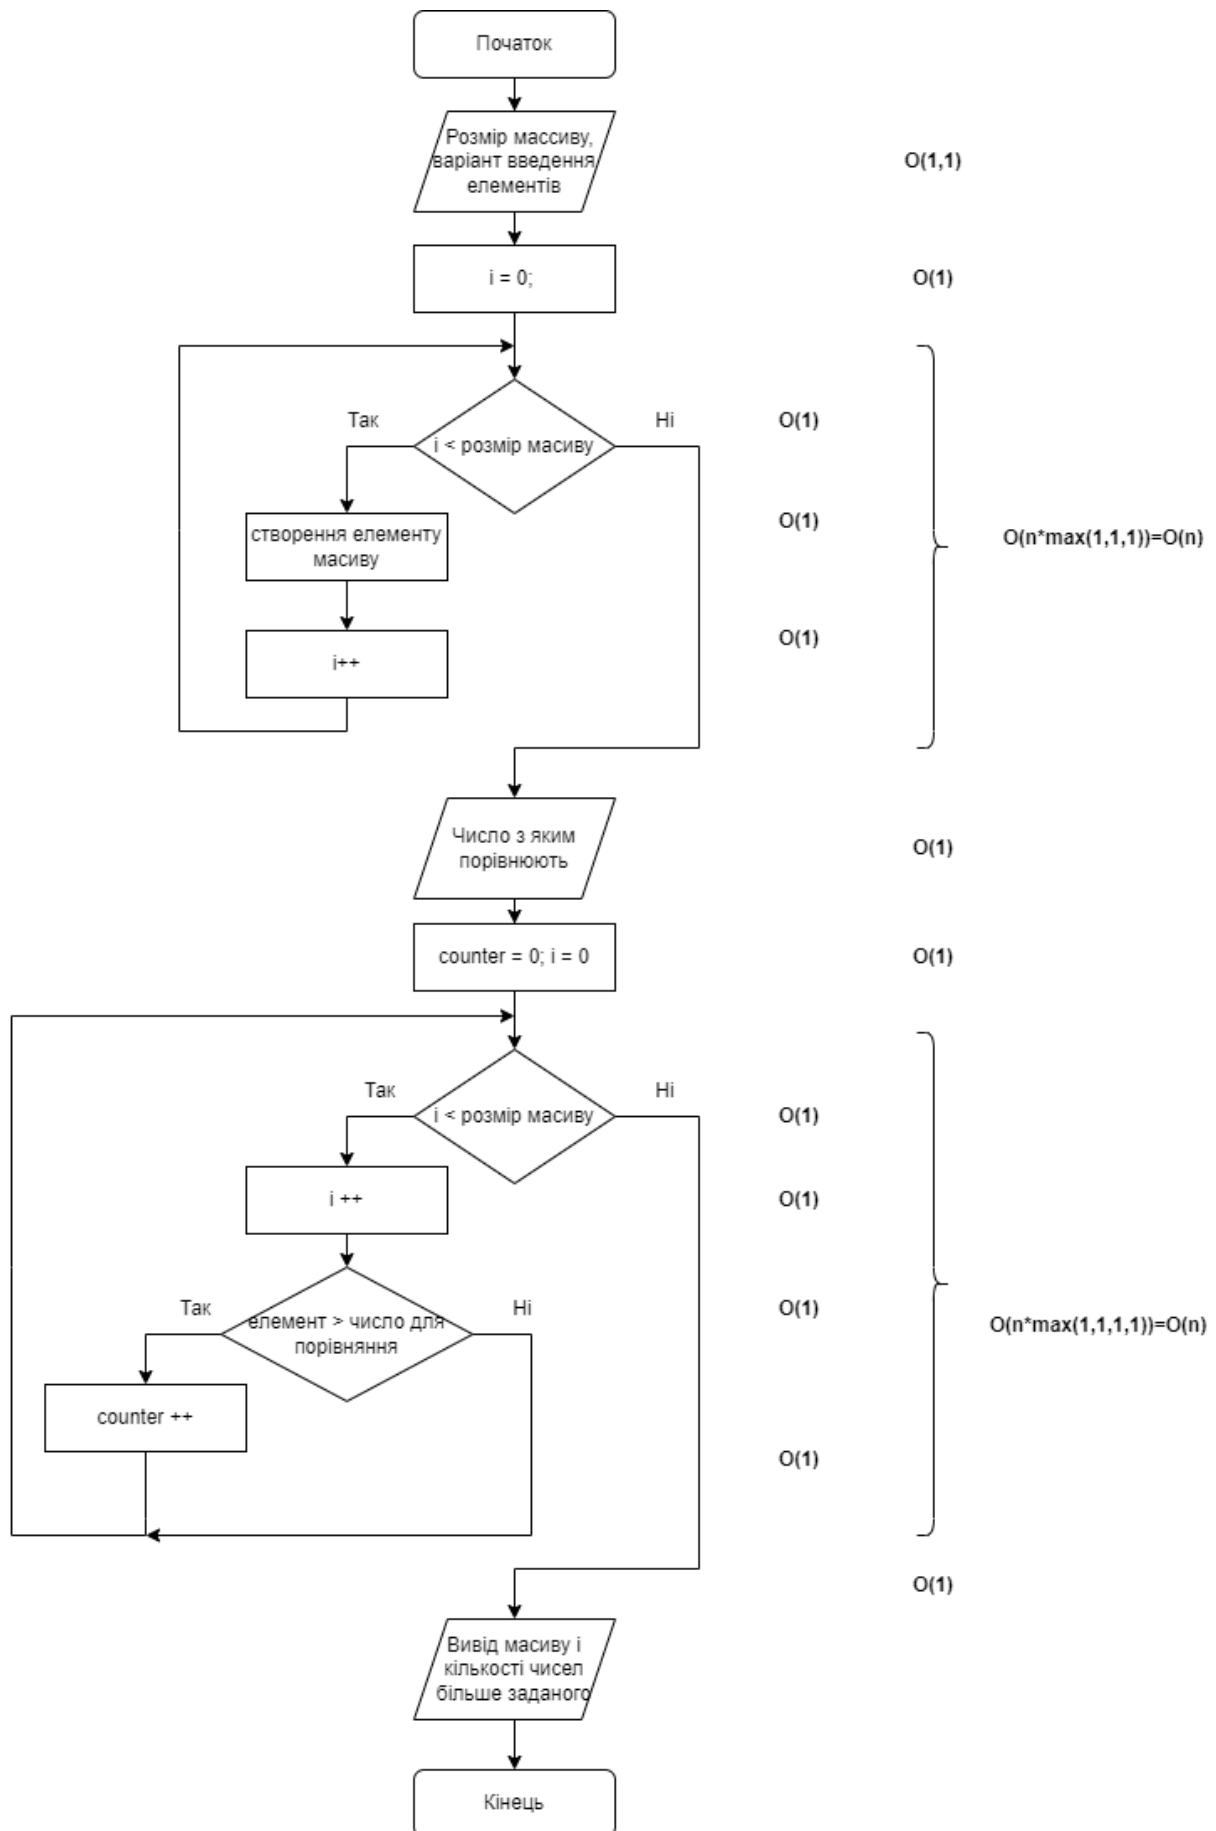 Початок
Розмір массиву,
варіант введення
елементів
O(1,1)
i = 0;
O(1)
Так
Ні
i < розмір масиву
O(1)
створення елементу
масиву
O(1)
O(n*max(1,1,1))=O(n)
i++
O(1)
Число з яким
порівнюють
O(1)
counter = 0; i = 0
O(1)
Так
Ні
i < розмір масиву
O(1)
i ++
O(1)
Так
Ні
елемент > число для
порівняння
O(1)
O(n*max(1,1,1,1))=O(n)
counter ++
O(1)
O(1)
Вивід масиву і
кількості чисел
більше заданого
Кінець